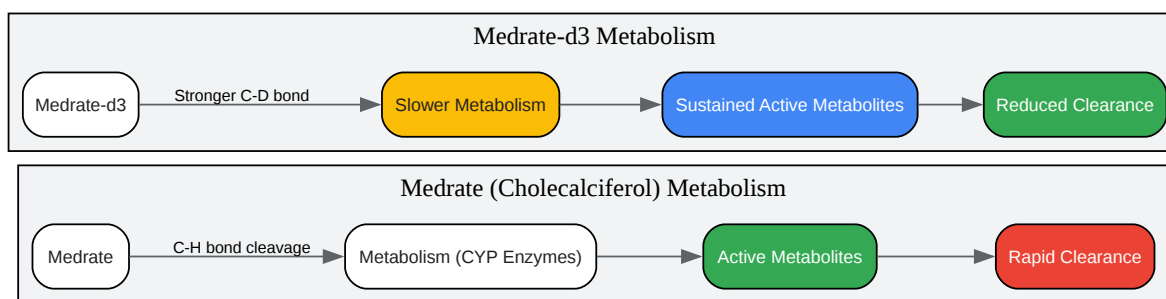 Medrate-d3 Metabolism
Medrate-d3
Stronger C-D bond
Slower Metabolism
Sustained Active Metabolites
Reduced Clearance
Medrate (Cholecalciferol) Metabolism
Medrate
C-H bond cleavage
Metabolism (CYP Enzymes)
Active Metabolites
Rapid Clearance